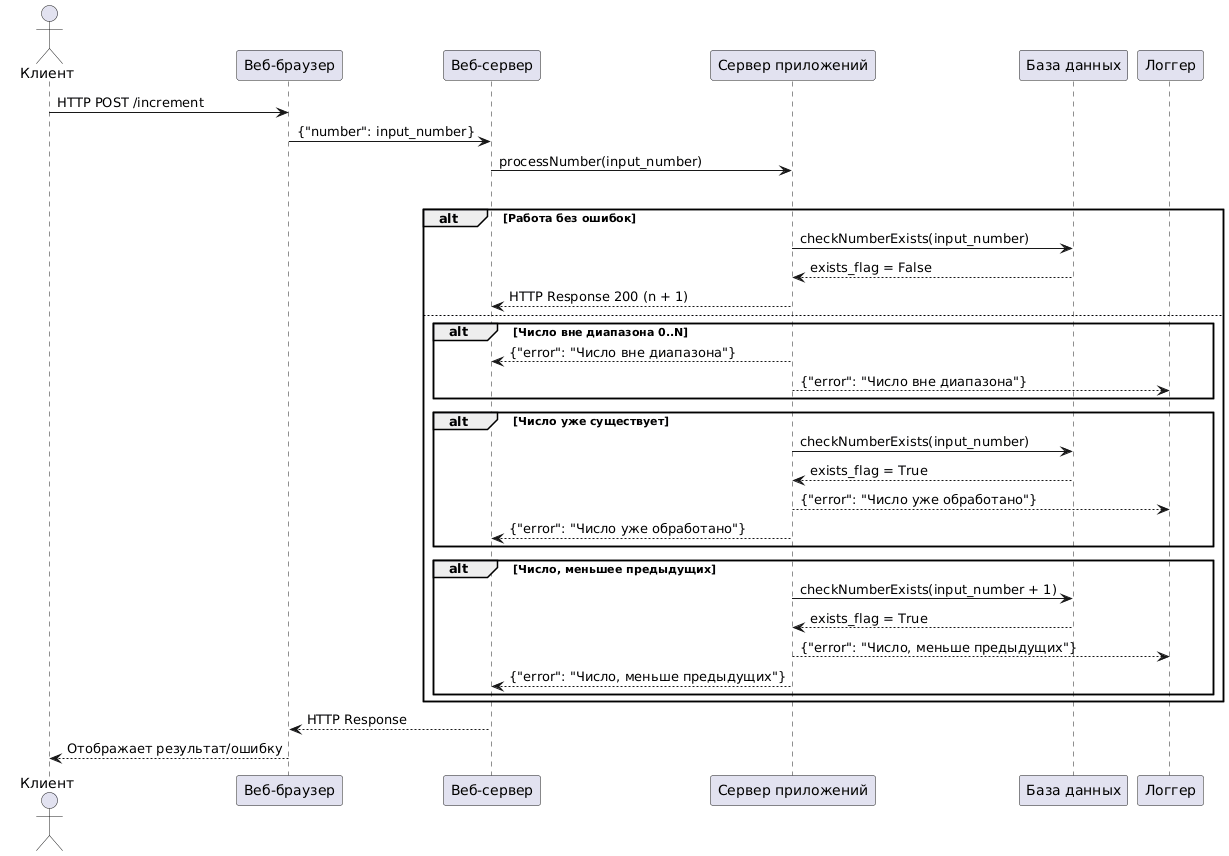 Клиент
Веб-браузер
Веб-сервер
Сервер приложений
База данных
Логгер
HTTP POST /increment
{"number": input_number}
processNumber(input_number)
alt [Работа без ошибок]
checkNumberExists(input_number)
exists_flag = False
HTTP Response 200 (n + 1)
alt [Число вне диапазона 0..N]
{"error": "Число вне диапазона"}
{"error": "Число вне диапазона"}
alt [Число уже существует]
checkNumberExists(input_number)
exists_flag = True
{"error": "Число уже обработано"}
{"error": "Число уже обработано"}
alt [Число, меньшее предыдущих]
checkNumberExists(input_number + 1)
exists_flag = True
{"error": "Число, меньше предыдущих"}
{"error": "Число, меньше предыдущих"}
HTTP Response
Отображает результат/ошибку
Клиент
Веб-браузер
Веб-сервер
Сервер приложений
База данных
Логгер